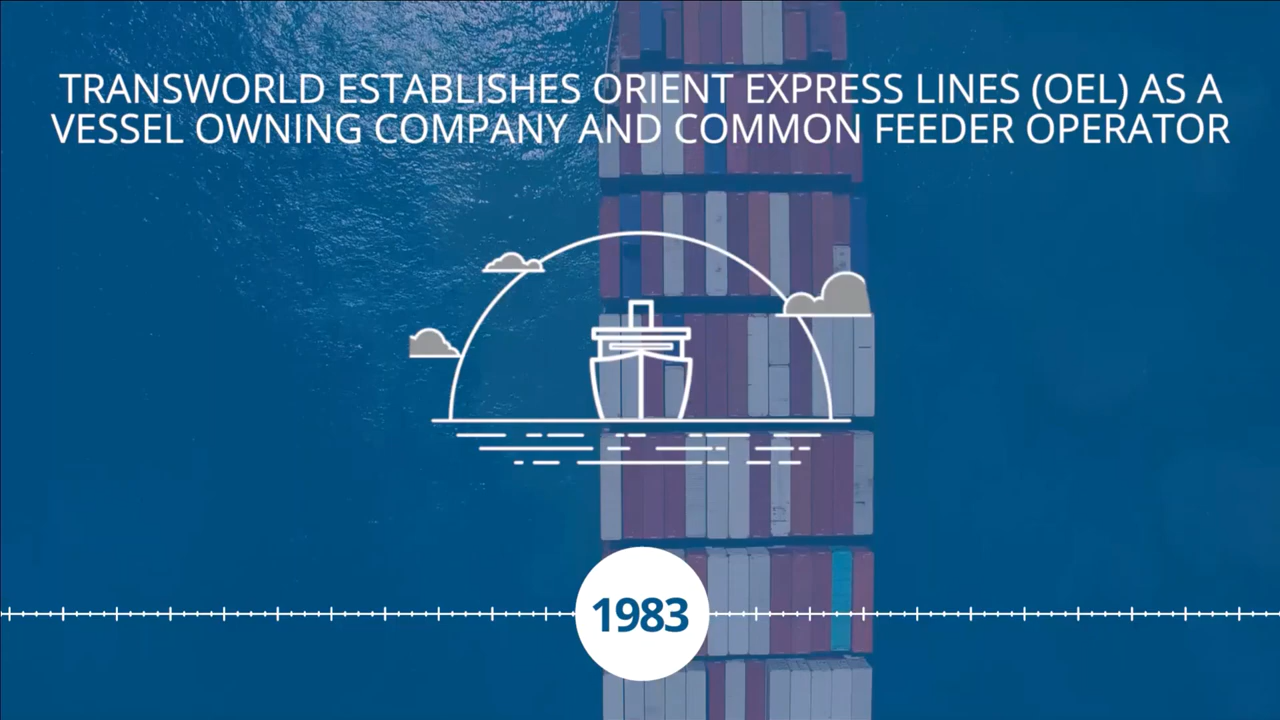 TRANSWORLD ESTABLISHES ORIENT EXPRESS LINES (OEL) AS A
VESSEL OWNING COMPANY AND COMMON FEEDER OPERATOR
1983